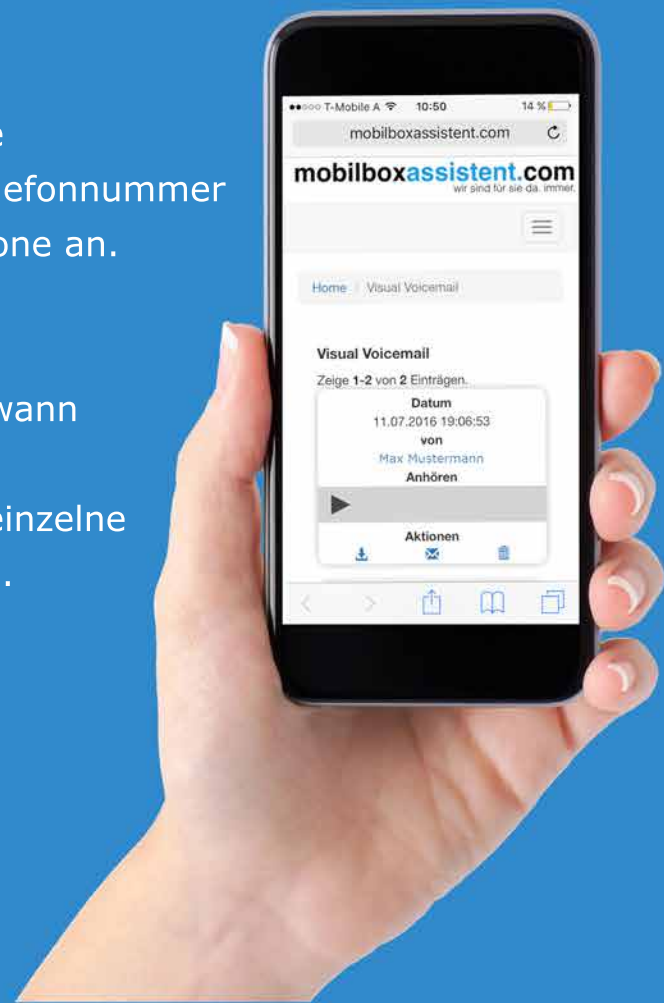 e
efonnummer
one an.
wann
einzelne
.
T-Mobile A 10:50 14 %
mobilboxassistent.com
mobilboxassistent.com
wir sind für sie da. immer.
Home / Visual Voicemail
Visual Voicemail
Zeige 1-2 von 2 Einträgen.
Datum
11.07.2016 19:06:53
von
Max Mustermann
Anhören
Aktionen